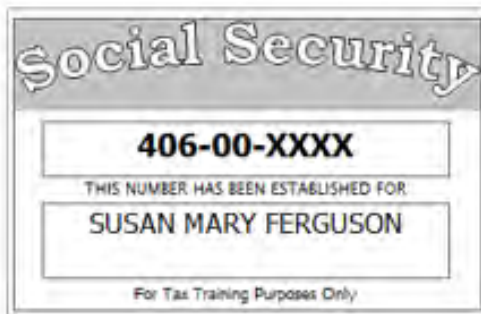 Social Security
406-00-XXXX
THIS NUMBER HAS BEEN ESTABLISHED FOR
SUSAN MARY FERGUSON
For Tax Training Purposes Only